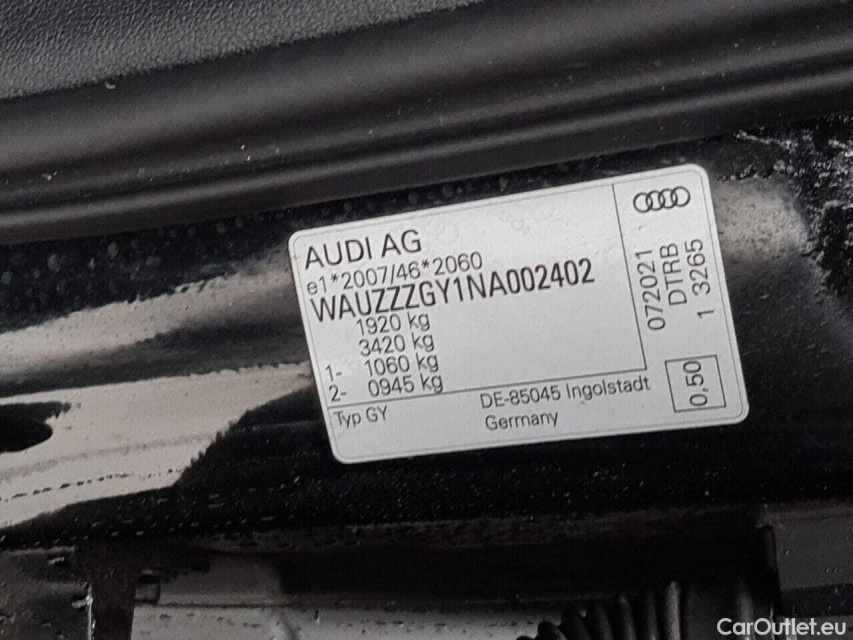 AUDI AG
e1*2007/46*2060
WAUZZZGY1NA002402
1920 kg
3420 kg
1- 1060 kg
2- 0945 kg
Typ GY
DE-85045 Ingolstadt
Germany
072021
DTRB
1 3265
0,50
CarOutlet.eu